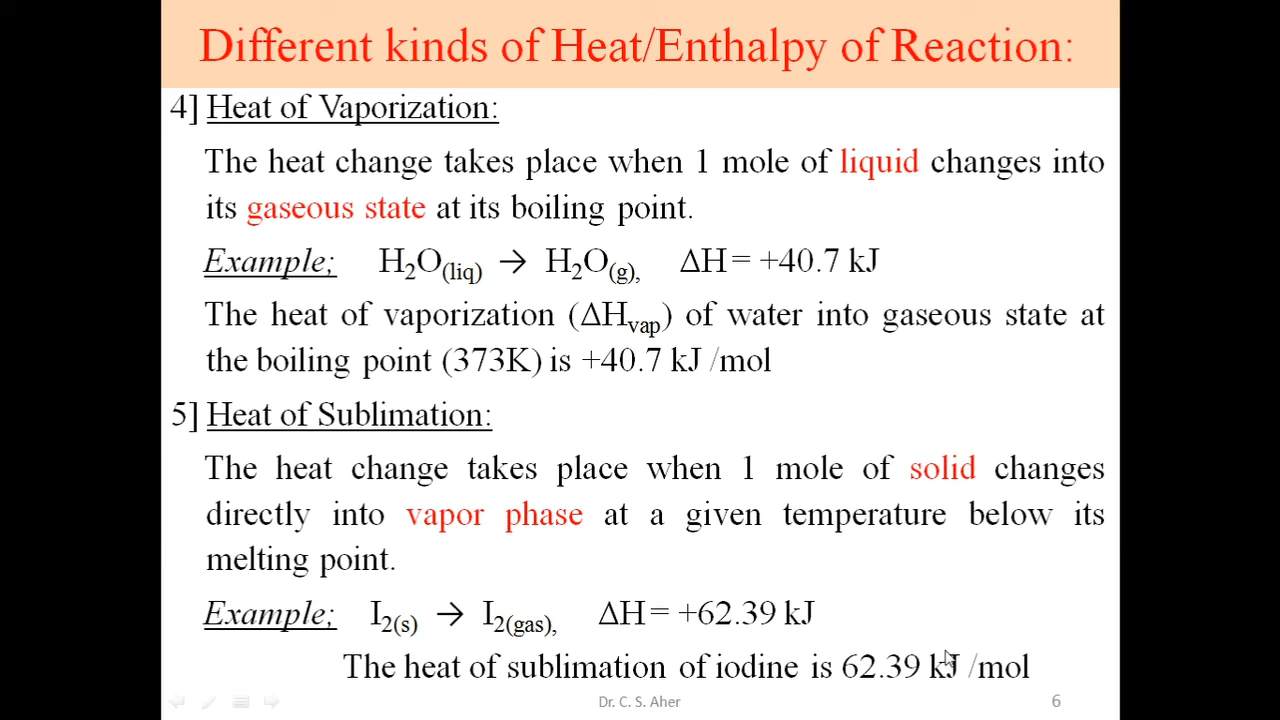 Different kinds of Heat/Enthalpy of Reaction:
4] Heat of Vaporization:
The heat change takes place when 1 mole of liquid changes into
its gaseous state at its boiling point.
Example; H₂O₍liq₎ → H₂O₍g₎, ΔH = +40.7 kJ
The heat of vaporization (ΔHvap) of water into gaseous state at
the boiling point (373K) is +40.7 kJ /mol
5] Heat of Sublimation:
The heat change takes place when 1 mole of solid changes
directly into vapor phase at a given temperature below its
melting point.
Example; I₂(s) → I₂(gas), ΔH = +62.39 kJ
The heat of sublimation of iodine is 62.39 kJ /mol
Dr. C. S. Aher 6